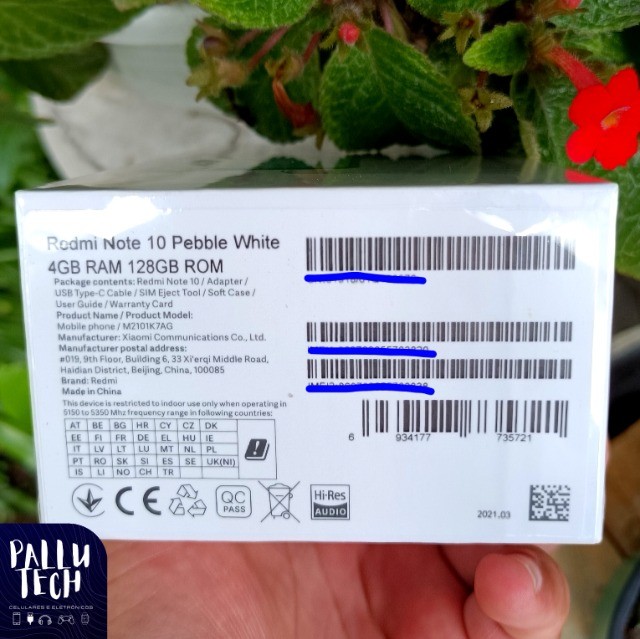 Redmi Note 10 Pebble White
4GB RAM 128GB ROM
Package contents: Redmi Note 10 / Adapter /
USB Type-C Cable / SIM Eject Tool / Soft Case /
User Guide / Warranty Card
Product Name / Product Model:
Mobile phone / M2101K7AG
Manufacturer: Xiaomi Communications Co., Ltd.
Manufacturer postal address:
#019, 9th Floor, Building 6, 33 Xi'erqi Middle Road,
Haidian District, Beijing, China, 100085
Brand: Redmi
Made in China
This device is restricted to indoor use only when operating in
5150 to 5350 Mhz frequency range in following countries:
AT BE BG HR CY CZ DK
EE FI FR DE EL HU IE
IT LV LT LU MT NL PL
PT RO SK SI ES SE UK(NI)
IS LI NO CH TR
6 934177 735721
CE
QC
PASS
Hi-Res
AUDIO
2021.03
PALLU
TECH
CELULARES E ELETRÔNICOS